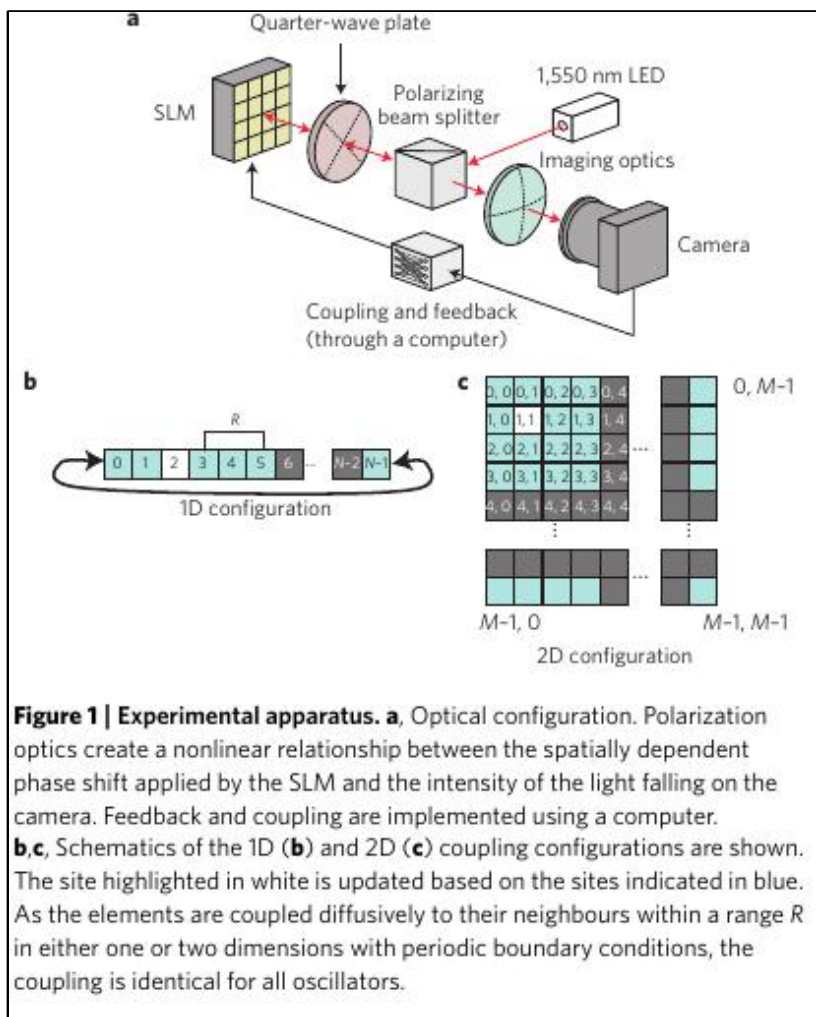 a
Quarter-wave plate
1,550 nm LED
SLM
Polarizing
beam splitter
Imaging optics
Camera
Coupling and feedback
(through a computer)
b
R
0 1 2 3 4 5 6 ... N–2 N–1
1D configuration
c
0, 0 0, 1 0, 2 0, 3 0, 4 0, M–1
1, 0 1, 1 1, 2 1, 3 1, 4 ...
2, 0 2, 1 2, 2 2, 3 2, 4
3, 0 3, 1 3, 2 3, 3 3, 4
4, 0 4, 1 4, 2 4, 3 4, 4
...
M–1, 0 M–1, M–1
2D configuration
Figure 1 | Experimental apparatus. a, Optical configuration. Polarization
optics create a nonlinear relationship between the spatially dependent
phase shift applied by the SLM and the intensity of the light falling on the
camera. Feedback and coupling are implemented using a computer.
b,c, Schematics of the 1D (b) and 2D (c) coupling configurations are shown.
The site highlighted in white is updated based on the sites indicated in blue.
As the elements are coupled diffusively to their neighbours within a range R
in either one or two dimensions with periodic boundary conditions, the
coupling is identical for all oscillators.